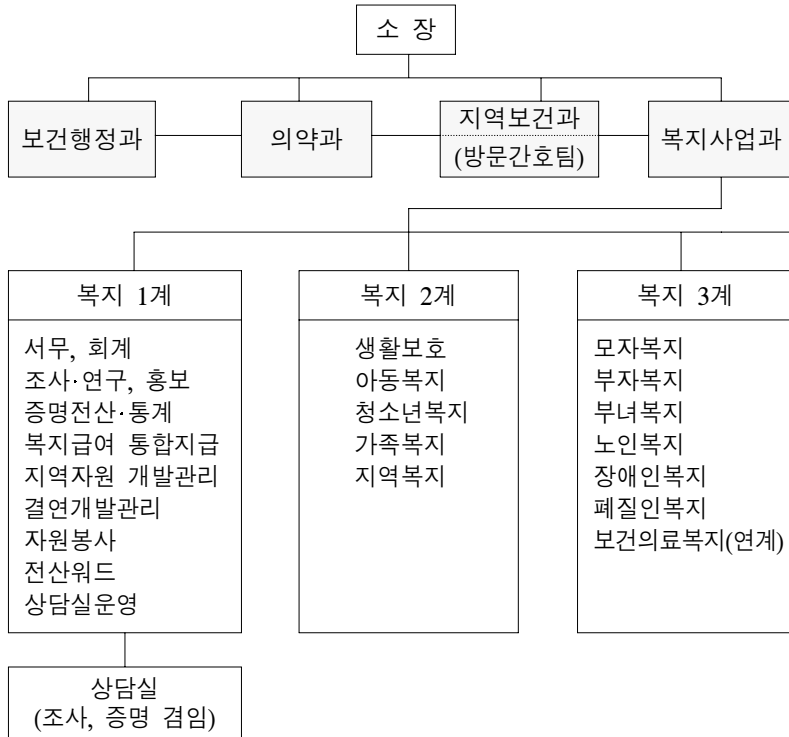 소 장
보건행정과
의약과
지역보건과
(방문간호팀)
복지사업과
복지 1계
서무, 회계
조사·연구, 홍보
증명전산·통계
복지급여 통합지급
지역자원 개발관리
결연개발관리
자원봉사
전산워드
상담실운영
상담실
(조사, 증명 겸임)
복지 2계
생활보호
아동복지
청소년복지
가족복지
지역복지
복지 3계
모자복지
부자복지
부녀복지
노인복지
장애인복지
폐질인복지
보건의료복지(연계)